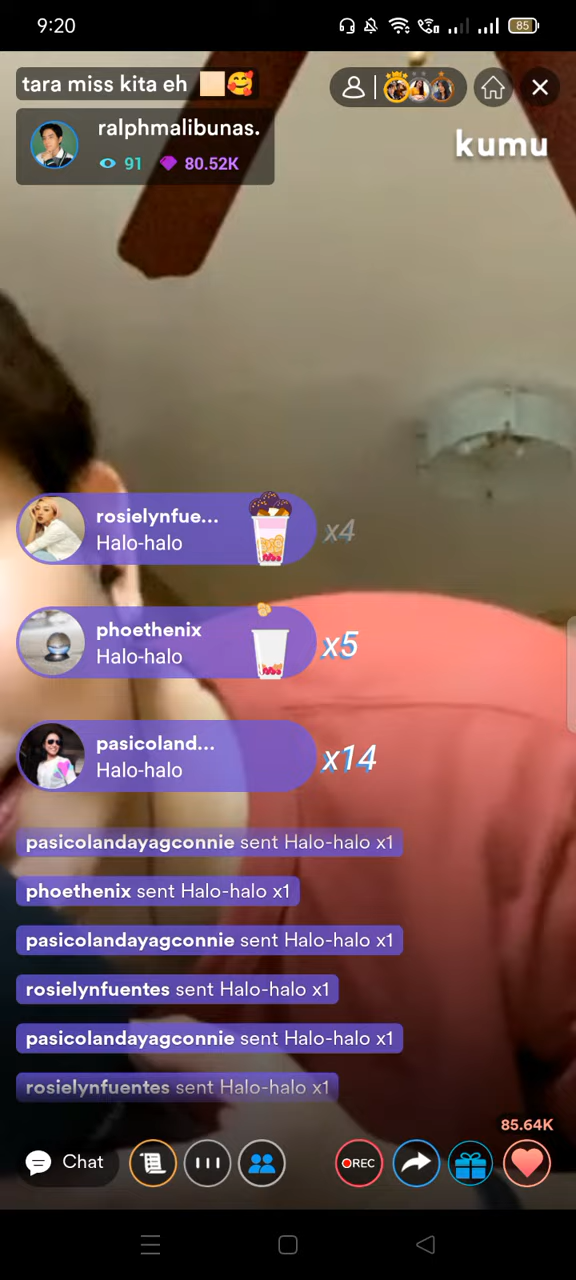 9:20
85
tara miss kita eh
ralphmalibunas.
91 80.52K
kumu
rosielynfue...
Halo-halo
x4
phoethenix
Halo-halo
x5
pasicoland...
Halo-halo
x14
pasicolandayagconnie sent Halo-halo x1
phoethenix sent Halo-halo x1
pasicolandayagconnie sent Halo-halo x1
rosielynfuentes sent Halo-halo x1
pasicolandayagconnie sent Halo-halo x1
rosielynfuentes sent Halo-halo x1
85.64K
Chat
REC